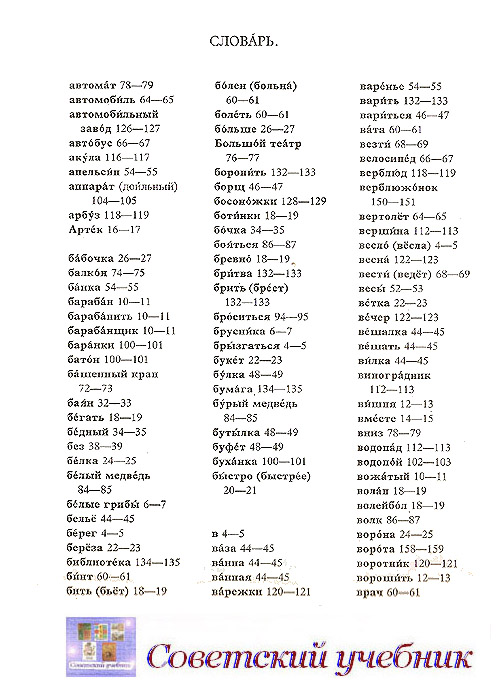 СЛОВА́РЬ.
автома́т 78—79
автомоби́ль 64—65
автомоби́льный
заво́д 126—127
авто́бус 66—67
аку́ла 116—117
апельси́н 54—55
аппара́т (дои́льный)
104—105
арбу́з 118—119
Арте́к 16—17
ба́бочка 26—27
балко́н 74—75
ба́нка 54—55
бараба́н 10—11
бараба́нить 10—11
бараба́нщик 10—11
бара́нки 100—101
бато́н 100—101
ба́шенный кран
72—73
бая́н 32—33
бе́гать 18—19
бе́дный 34—35
без 38—39
бе́лка 24—25
бе́лый медве́дь
84—85
бе́лые грибы́ 6—7
бельё 44—45
бе́рег 4—5
берёза 22—23
библиоте́ка 134—135
бинт 60—61
бить (бьёт) 18—19
бо́лен (больна́)
60—61
боле́ть 60—61
бо́льше 26—27
Большо́й теа́тр
76—77
борони́ть 132—133
борщ 46—47
босоно́жки 128—129
боти́нки 18—19
бо́чка 34—35
боя́ться 86—87
бревно́ 18—19
бри́тва 132—133
брить (бре́ет)
132—133
бро́ситься 94—95
брусни́ка 6—7
бры́згаться 4—5
буке́т 22—23
бу́лка 48—49
бума́га 134—135
бу́рый медве́дь
84—85
буты́лка 48—49
буфе́т 48—49
буха́нка 100—101
бы́стро (быстре́е)
20—21
в 4—5
ва́за 44—45
ва́нна 44—45
ва́нная 44—45
ва́режки 120—121
варе́нье 54—55
вари́ть 132—133
вари́ться 46—47
ва́та 60—61
везти́ 68—69
велосипе́д 66—67
верблю́д 118—119
верблюжо́нок
150—151
вертолёт 64—65
верши́на 112—113
весло́ (вёсла) 4—5
весна́ 122—123
вести́ (ведёт) 68—69
весы́ 52—53
ве́тка 22—23
ве́чер 122—123
ве́шалка 44—45
ве́шать 44—45
ви́лка 44—45
виногра́дник
112—113
ви́шня 12—13
вме́сте 14—15
вниз 78—79
водопа́д 112—113
водопо́й 102—103
вожа́тый 10—11
вола́н 18—19
волейбо́л 18—19
волк 86—87
воро́на 24—25
воро́та 158—159
воротни́к 120—121
вороши́ть 12—13
врач 60—61
Советский учебник
Советский учебник